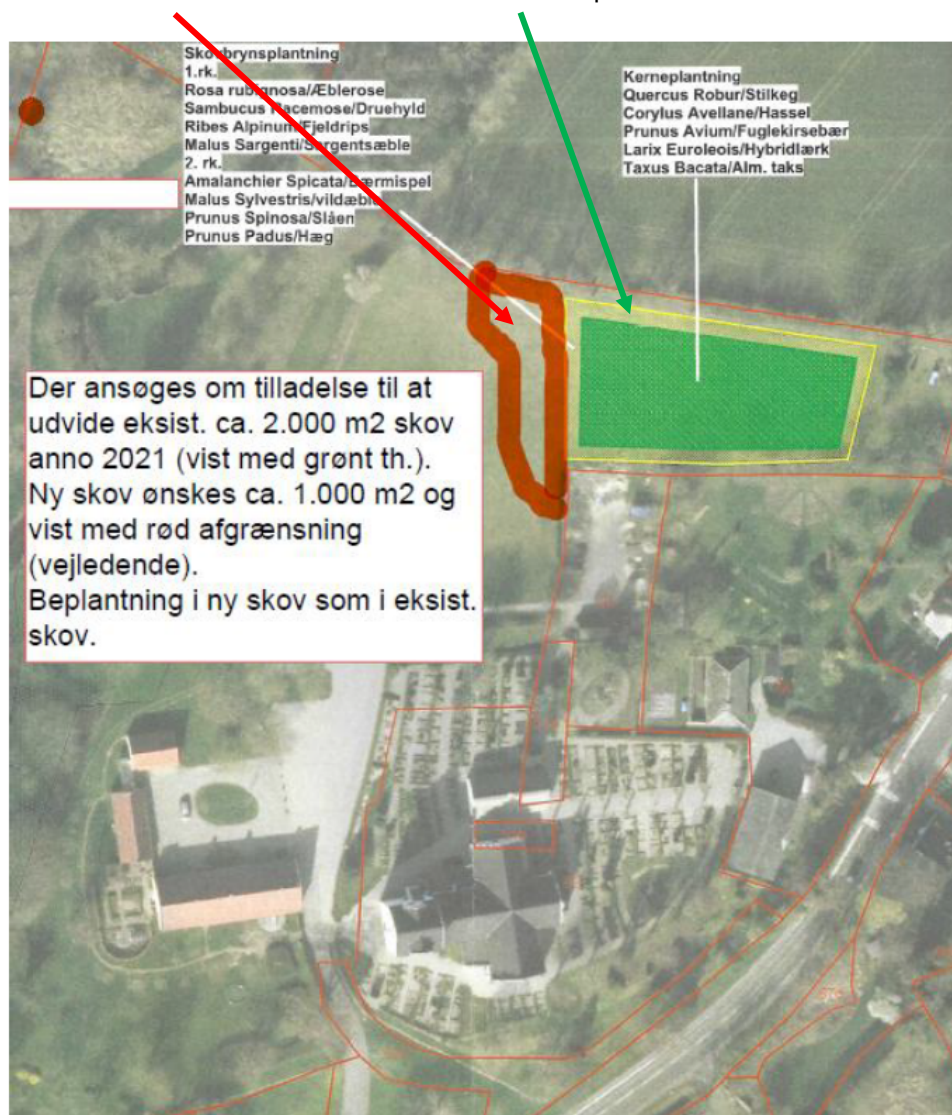 Skovbrynsplantning
1.rk.
Rosa rubignosa/Æblerose
Sambucus Racemose/Druehyld
Ribes Alpinum/Fjeldrips
Malus Sargenti/Sargentsæble
2. rk.
Amalanchier Spicata/Bærmispel
Malus Sylvestris/vildæble
Prunus Spinosa/Slåen
Prunus Padus/Hæg
Kerneplantning
Quercus Robur/Stilkeg
Corylus Avellane/Hassel
Prunus Avium/Fuglekirsebær
Larix Euroleois/Hybridlærk
Taxus Bacata/Alm. taks
Der ansøges om tilladelse til at
udvide eksist. ca. 2.000 m2 skov
anno 2021 (vist med grønt th.).
Ny skov ønskes ca. 1.000 m2 og
vist med rød afgrænsning
(vejledende).
Beplantning i ny skov som i eksist.
skov.